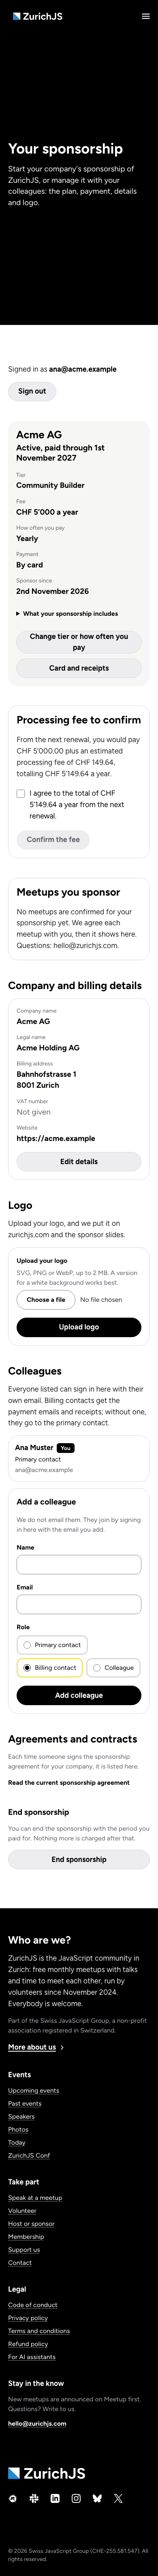 ZurichJS
Your sponsorship
Start your company's sponsorship of
ZurichJS, or manage it with your
colleagues: the plan, payment, details
and logo.
Signed in as ana@acme.example
Sign out
Acme AG
Active, paid through 1st
November 2027
Tier
Community Builder
Fee
CHF 5'000 a year
How often you pay
Yearly
Payment
By card
Sponsor since
2nd November 2026
What your sponsorship includes
Change tier or how often you
pay
Card and receipts
Processing fee to confirm
From the next renewal, you would pay
CHF 5'000.00 plus an estimated
processing fee of CHF 149.64,
totalling CHF 5'149.64 a year.
I agree to the total of CHF
5'149.64 a year from the next
renewal.
Confirm the fee
Meetups you sponsor
No meetups are confirmed for your
sponsorship yet. We agree each
meetup with you, then it shows here.
Questions: hello@zurichjs.com.
Company and billing details
Company name
Acme AG
Legal name
Acme Holding AG
Billing address
Bahnhofstrasse 1
8001 Zurich
VAT number
Not given
Website
https://acme.example
Edit details
Logo
Upload your logo, and we put it on
zurichjs.com and the sponsor slides.
Upload your logo
SVG, PNG or WebP, up to 2 MB. A version
for a white background works best.
Choose a file No file chosen
Upload logo
Colleagues
Everyone listed can sign in here with their
own email. Billing contacts get the
payment emails and receipts; without one,
they go to the primary contact.
Ana Muster You
Primary contact
ana@acme.example
Add a colleague
We do not email them. They join by signing
in here with the email you add.
Name
Email
Role
Primary contact
Billing contact Colleague
Add colleague
Agreements and contracts
Each time someone signs the sponsorship
agreement for your company, it is listed here.
Read the current sponsorship agreement
End sponsorship
You can end the sponsorship with the period you
paid for. Nothing more is charged after that.
End sponsorship
Who are we?
ZurichJS is the JavaScript community in
Zurich: free monthly meetups with talks
and time to meet each other, run by
volunteers since November 2024.
Everybody is welcome.
Part of the Swiss JavaScript Group, a non-profit
association registered in Switzerland.
More about us
Events
Upcoming events
Past events
Speakers
Photos
Today
ZurichJS Conf
Take part
Speak at a meetup
Volunteer
Host or sponsor
Membership
Support us
Contact
Legal
Code of conduct
Privacy policy
Terms and conditions
Refund policy
For AI assistants
Stay in the know
New meetups are announced on Meetup first.
Questions? Write to us.
hello@zurichjs.com
ZurichJS
© 2026 Swiss JavaScript Group (CHE-255.581.547). All
rights reserved.